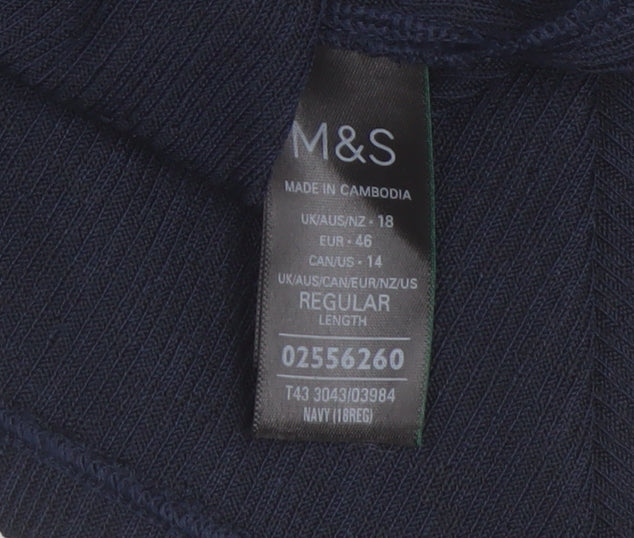 M&S
MADE IN CAMBODIA
UK/AUS/NZ • 18
EUR • 46
CAN/US • 14
UK/AUS/CAN/EUR/NZ/US
REGULAR
LENGTH
02556260
T43 3043/03984
NAVY (18REG)